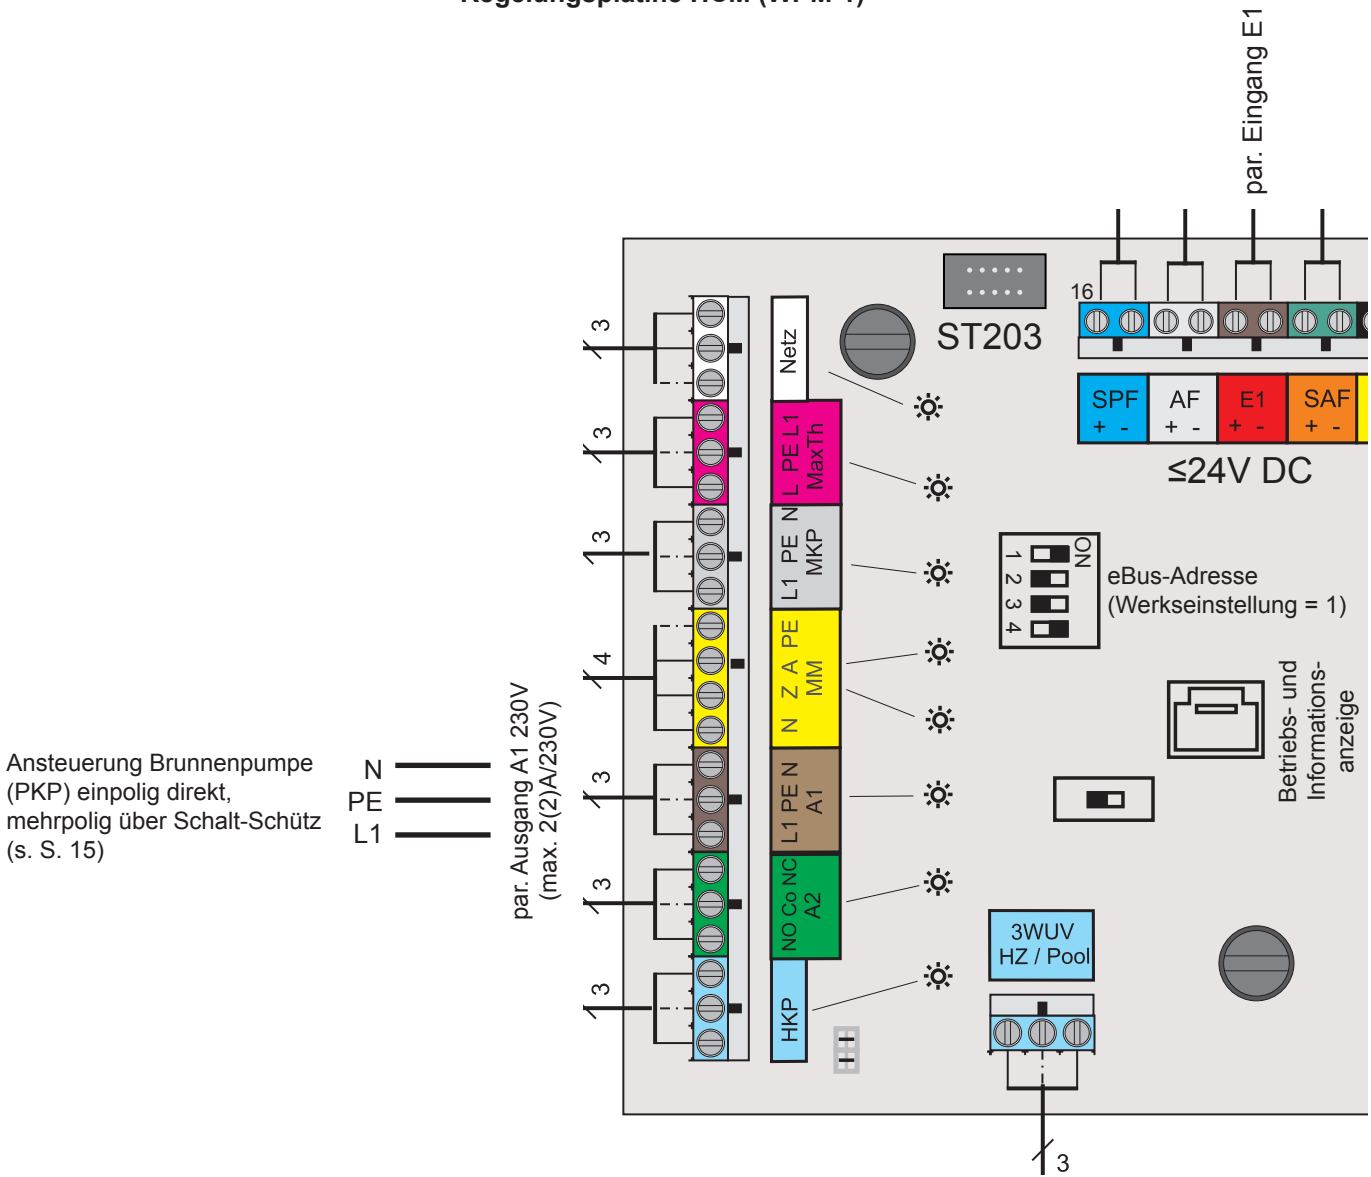 par. Eingang E1
16
ST203
SPF
+ -
AF
+ -
E1
+ -
SAF
+ -
≤24V DC
3
Netz
3
L PE L1
MaxTh
3
L1 PE N
MKP
4
N Z A PE
MM
3
L1 PE N
A1
3
NO Co NC
A2
3
HKP
ON
1
2
3
4
eBus-Adresse
(Werkseinstellung = 1)
Betriebs- und
Informations-
anzeige
Ansteuerung Brunnenpumpe
(PKP) einpolig direkt,
mehrpolig über Schalt-Schütz
(s. S. 15)
N
PE
L1
par. Ausgang A1 230V
(max. 2(2)A/230V)
3WUV
HZ / Pool
3